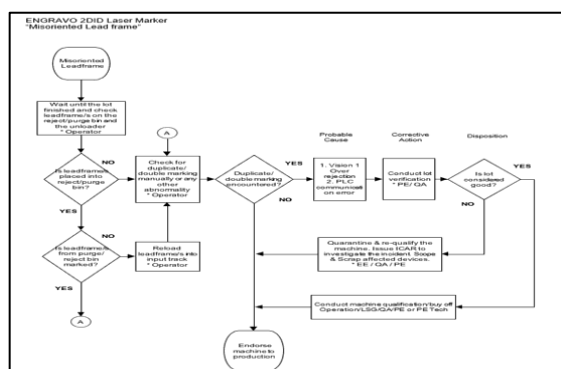 ENGRAVO 2DID Laser Marker
"Misoriented Lead frame"
Misoriented
Leadframe
Wait until the lot
finished and check
leadframe/s on the
reject/purge bin and
the unloader
* Operator
Is leadframe/s
placed into
reject/purge
bin?
NO
YES
Is leadframe/s
from purge/
reject bin
marked?
NO
YES
A
Reload
leadframe/s into
input track
* Operator
A
Check for
duplicate/
double marking
manually or any
other
abnormality
* Operator
Duplicate/
double marking
encountered?
YES
NO
Probable
Cause
1. Vision 1
Over
rejection
2. PLC
communicati
on error
Corrective
Action
Conduct lot
verification
* PE/ QA
Disposition
Is lot
considered
good?
YES
NO
Quarantine & re-qualify the
machine. Issue ICAR to
investigate the incident. Scope
& Scrap affected devices.
* EE / QA / PE
Conduct machine qualification/buy off
Operation/LSG/QA/PE or PE Tech
Endorse
machine to
production